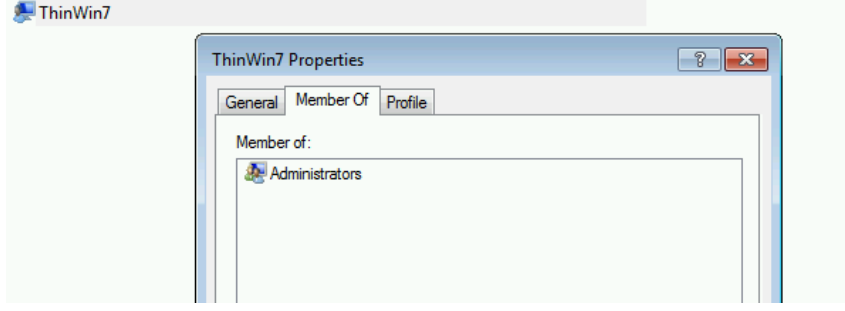 ThinWin7
ThinWin7 Properties
General Member Of Profile
Member of:
Administrators